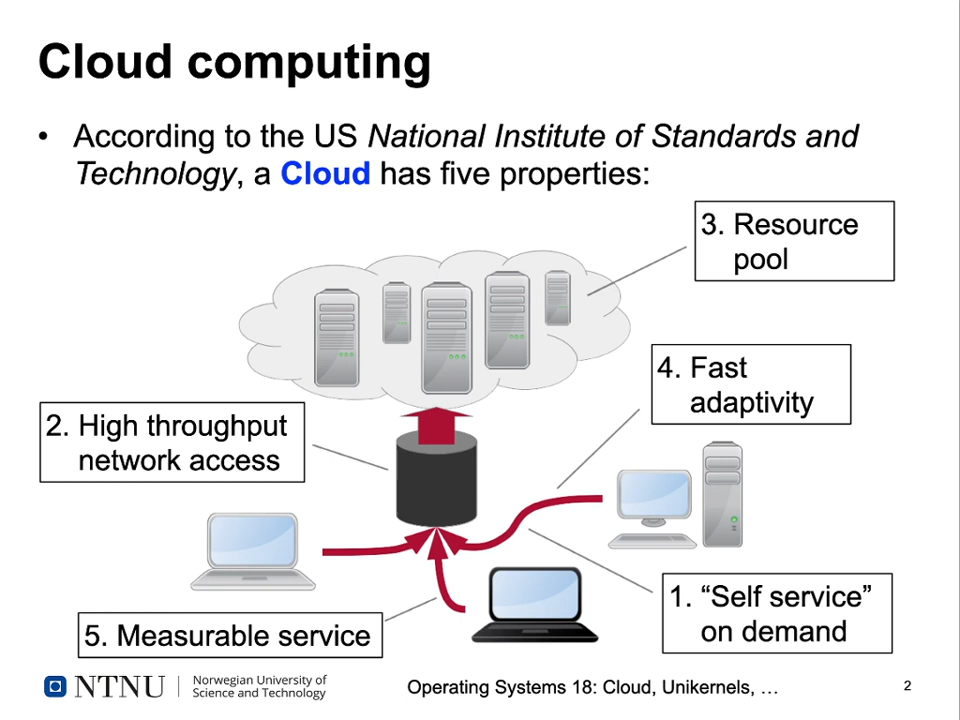 Cloud computing
• According to the US National Institute of Standards and
Technology, a Cloud has five properties:
3. Resource
pool
4. Fast
adaptivity
2. High throughput
network access
1. “Self service”
on demand
5. Measurable service
NTNU
Norwegian University of
Science and Technology
Operating Systems 18: Cloud, Unikernels, …
2